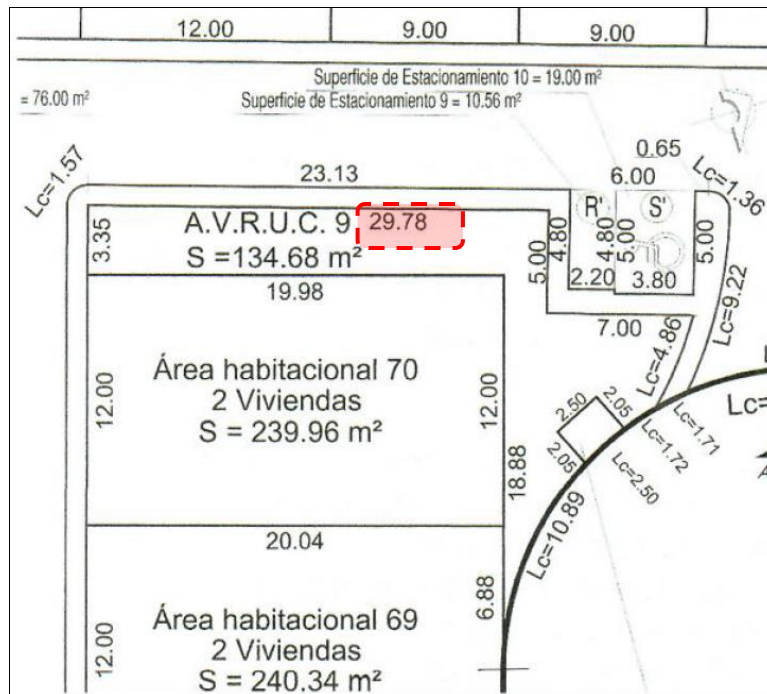 12.00
9.00
9.00
Superficie de Estacionamiento 10 = 19.00 m²
= 76.00 m²
Superficie de Estacionamiento 9 = 10.56 m²
0.65
Lc=1.57
23.13
6.00
Lc=1.36
A.V.R.U.C. 9
29.78
R'
S'
3.35
S =134.68 m²
5.00
4.80
4.80
5.00
5.00
2.20
3.80
19.98
7.00
Lc=9.22
Lc=4.86
Área habitacional 70
2 Viviendas
S = 239.96 m²
12.00
12.00
2.50
2.05
Lc=1.71
Lc=
Lc=1.72
2.05
Lc=2.50
18.88
Lc=10.89
20.04
6.88
Área habitacional 69
2 Viviendas
S = 240.34 m²
12.00